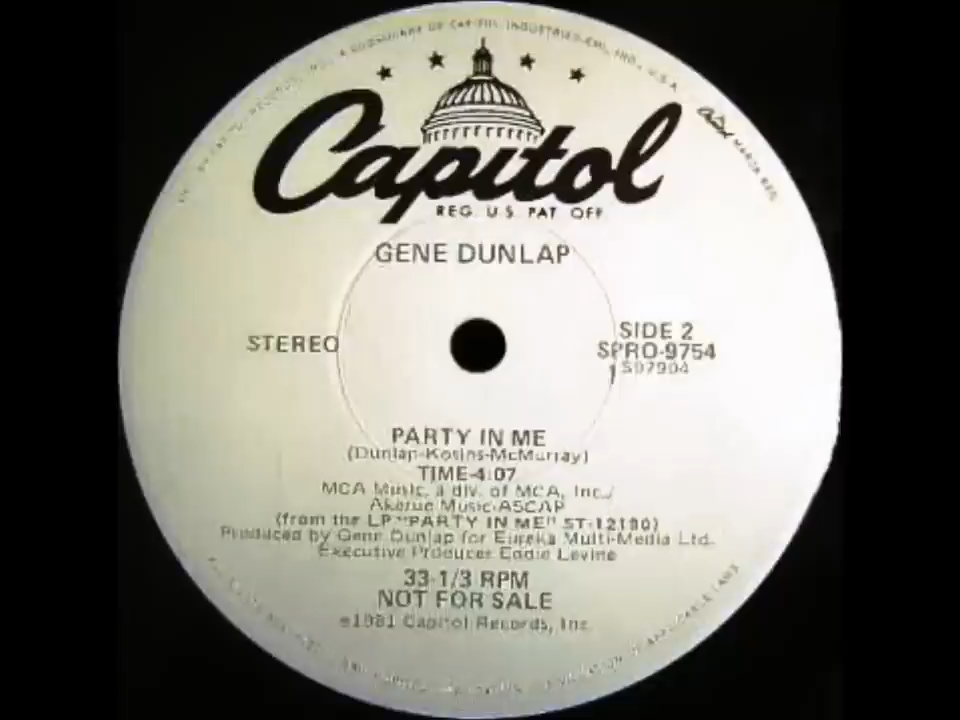 Capitol
REG. U.S. PAT. OFF.
GENE DUNLAP
STEREO
SIDE 2
SPRO-9754
S97904
PARTY IN ME
(Dunlap-Kosins-McMurray)
TIME-4:07
MCA Music, a div. of MCA, Inc./
Akerue Music-ASCAP
(from the LP "PARTY IN ME" ST-12190)
Produced by Gene Dunlap for Eureka Multi-Media Ltd.
Executive Producer Eddie Levine
33-1/3 RPM
NOT FOR SALE
℗1981 Capitol Records, Inc.